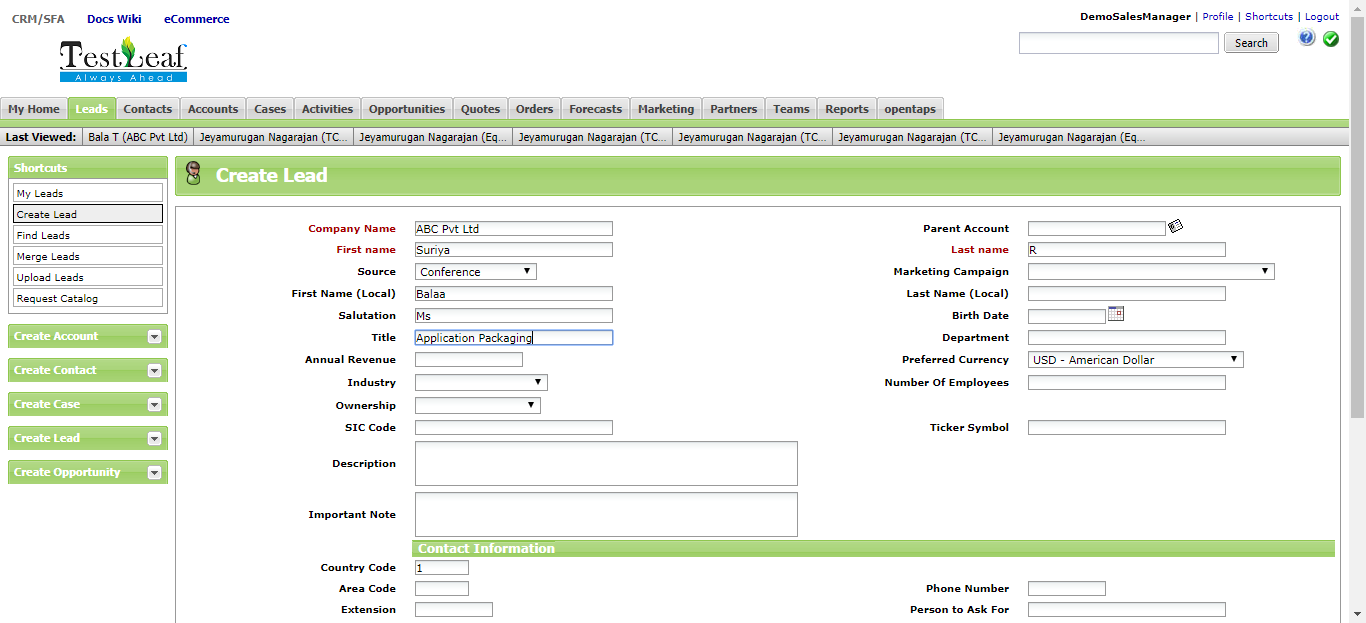 CRM/SFA Docs Wiki eCommerce
DemoSalesManager | Profile | Shortcuts | Logout
TestLeaf
Always Ahead
Search
My Home Leads Contacts Accounts Cases Activities Opportunities Quotes Orders Forecasts Marketing Partners Teams Reports opentaps
Last Viewed: Bala T (ABC Pvt Ltd) Jeyamurugan Nagarajan (TC... Jeyamurugan Nagarajan (Eq... Jeyamurugan Nagarajan (TC... Jeyamurugan Nagarajan (TC... Jeyamurugan Nagarajan (TC... Jeyamurugan Nagarajan (Eq...
Shortcuts
My Leads
Create Lead
Find Leads
Merge Leads
Upload Leads
Request Catalog
Create Account
Create Contact
Create Case
Create Lead
Create Opportunity
Create Lead
Company Name ABC Pvt Ltd Parent Account
First name Suriya Last name R
Source Conference Marketing Campaign
First Name (Local) Balaa Last Name (Local)
Salutation Ms Birth Date
Title Application Packaging Department
Annual Revenue Preferred Currency USD - American Dollar
Industry Number Of Employees
Ownership
SIC Code Ticker Symbol
Description
Important Note
Contact Information
Country Code 1
Area Code Phone Number
Extension Person to Ask For